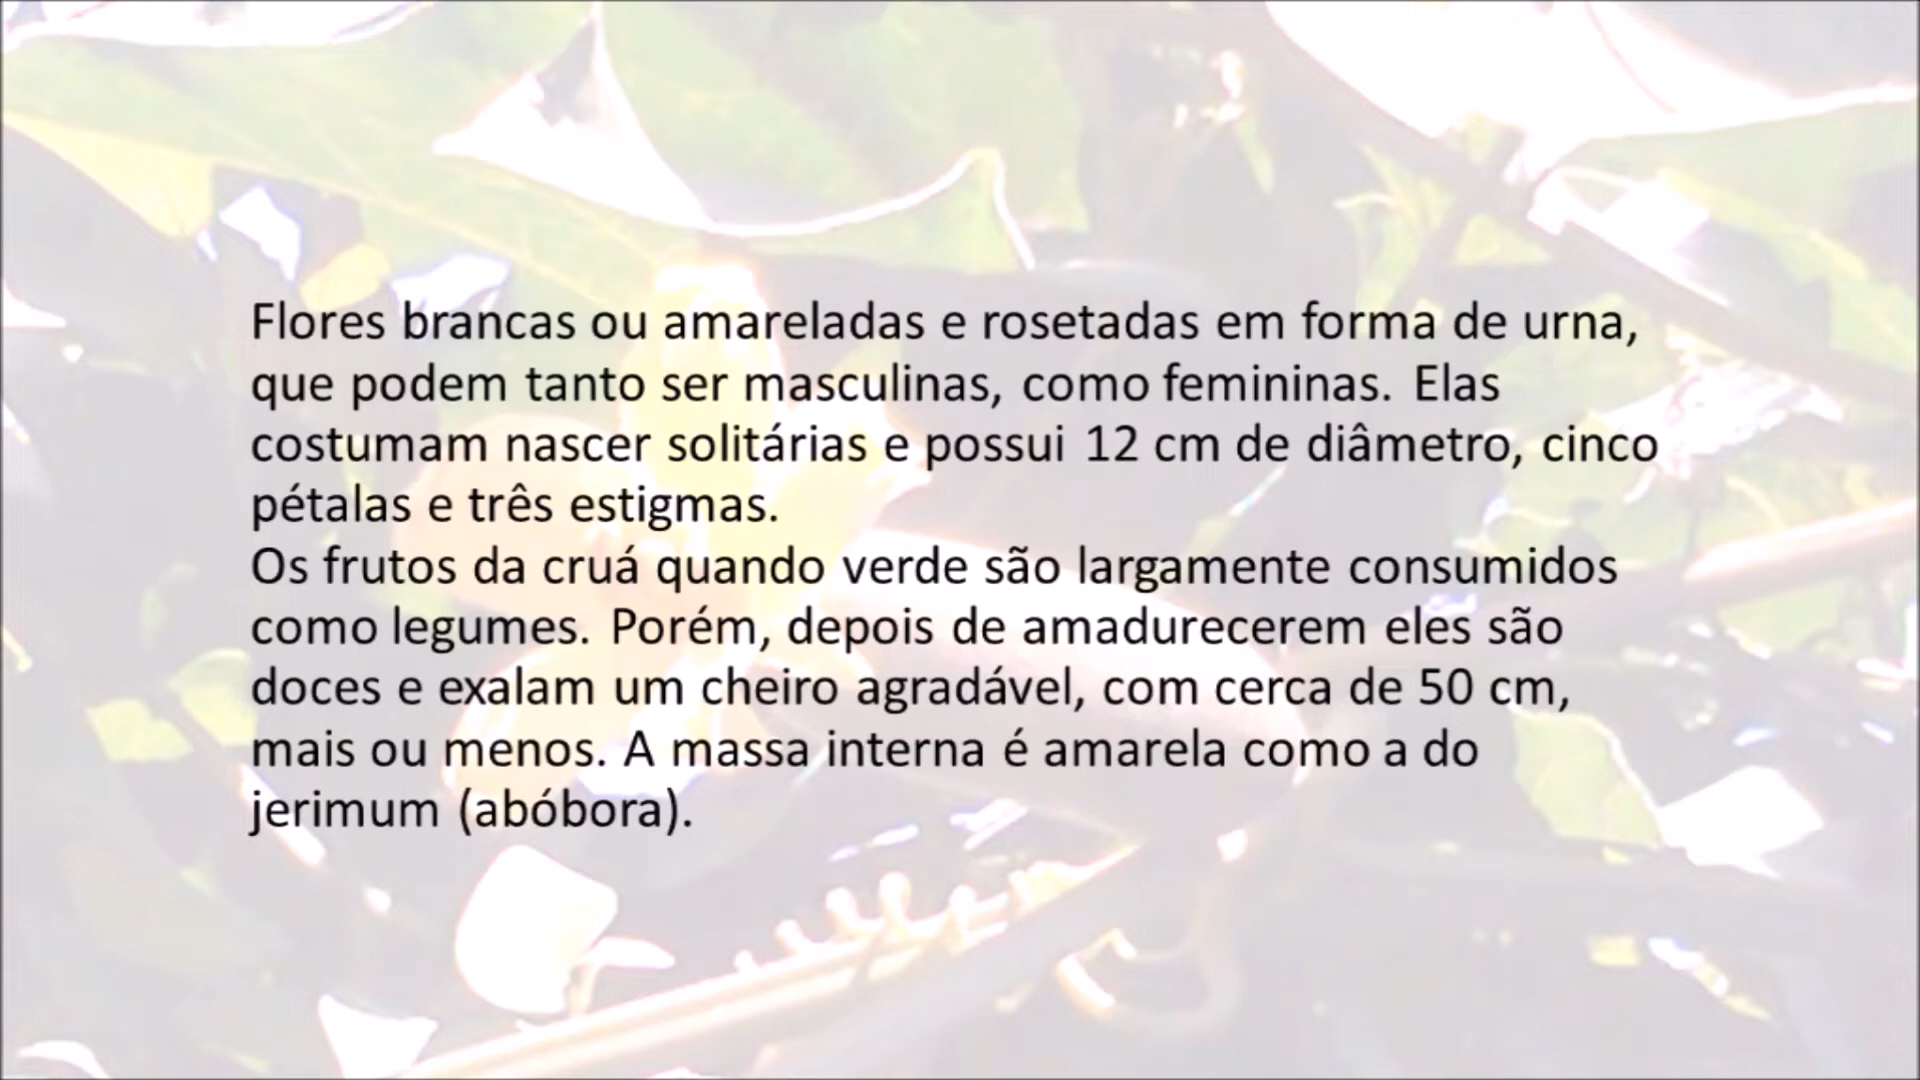 Flores brancas ou amareladas e rosetadas em forma de urna,
que podem tanto ser masculinas, como femininas. Elas
costumam nascer solitárias e possui 12 cm de diâmetro, cinco
pétalas e três estigmas.
Os frutos da cruá quando verde são largamente consumidos
como legumes. Porém, depois de amadurecerem eles são
doces e exalam um cheiro agradável, com cerca de 50 cm,
mais ou menos. A massa interna é amarela como a do
jerimum (abóbora).